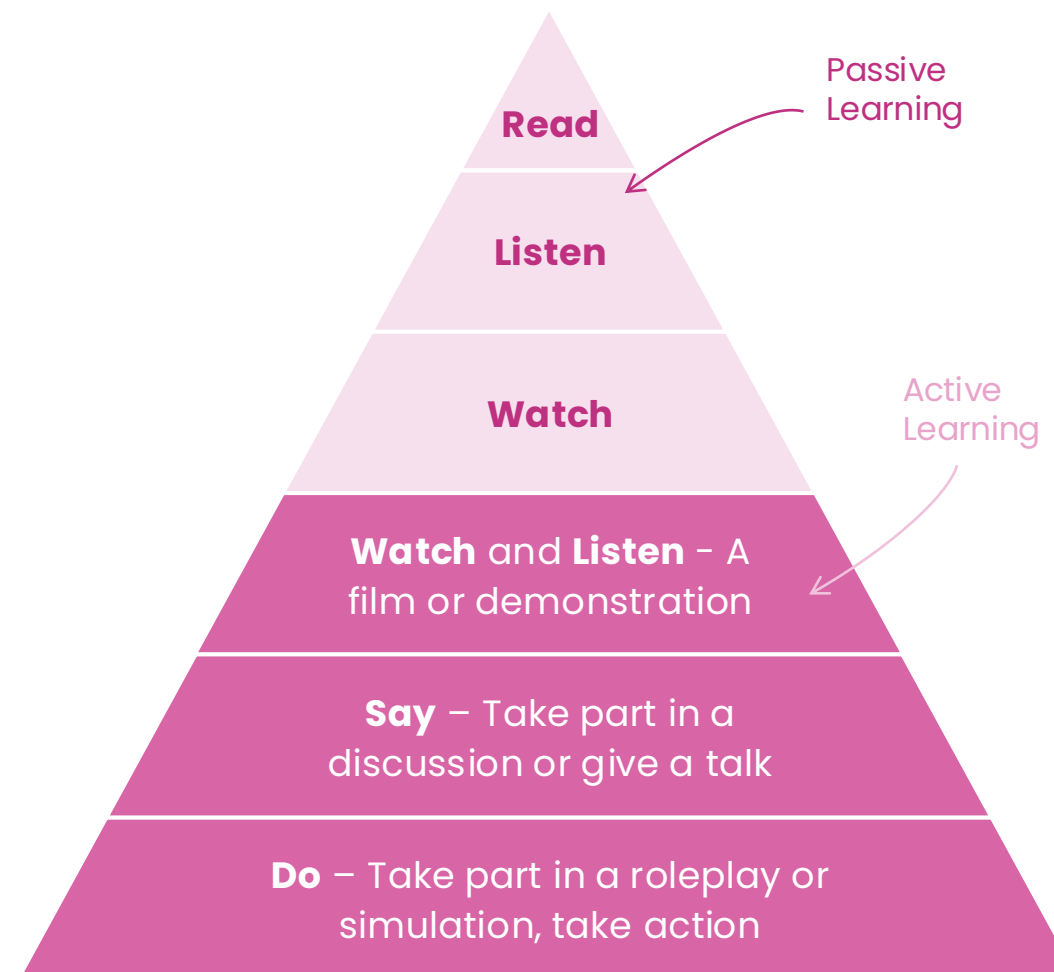 Read
Passive
Learning
Listen
Watch
Active
Learning
Watch and Listen - A
film or demonstration
Say – Take part in a
discussion or give a talk
Do – Take part in a roleplay or
simulation, take action